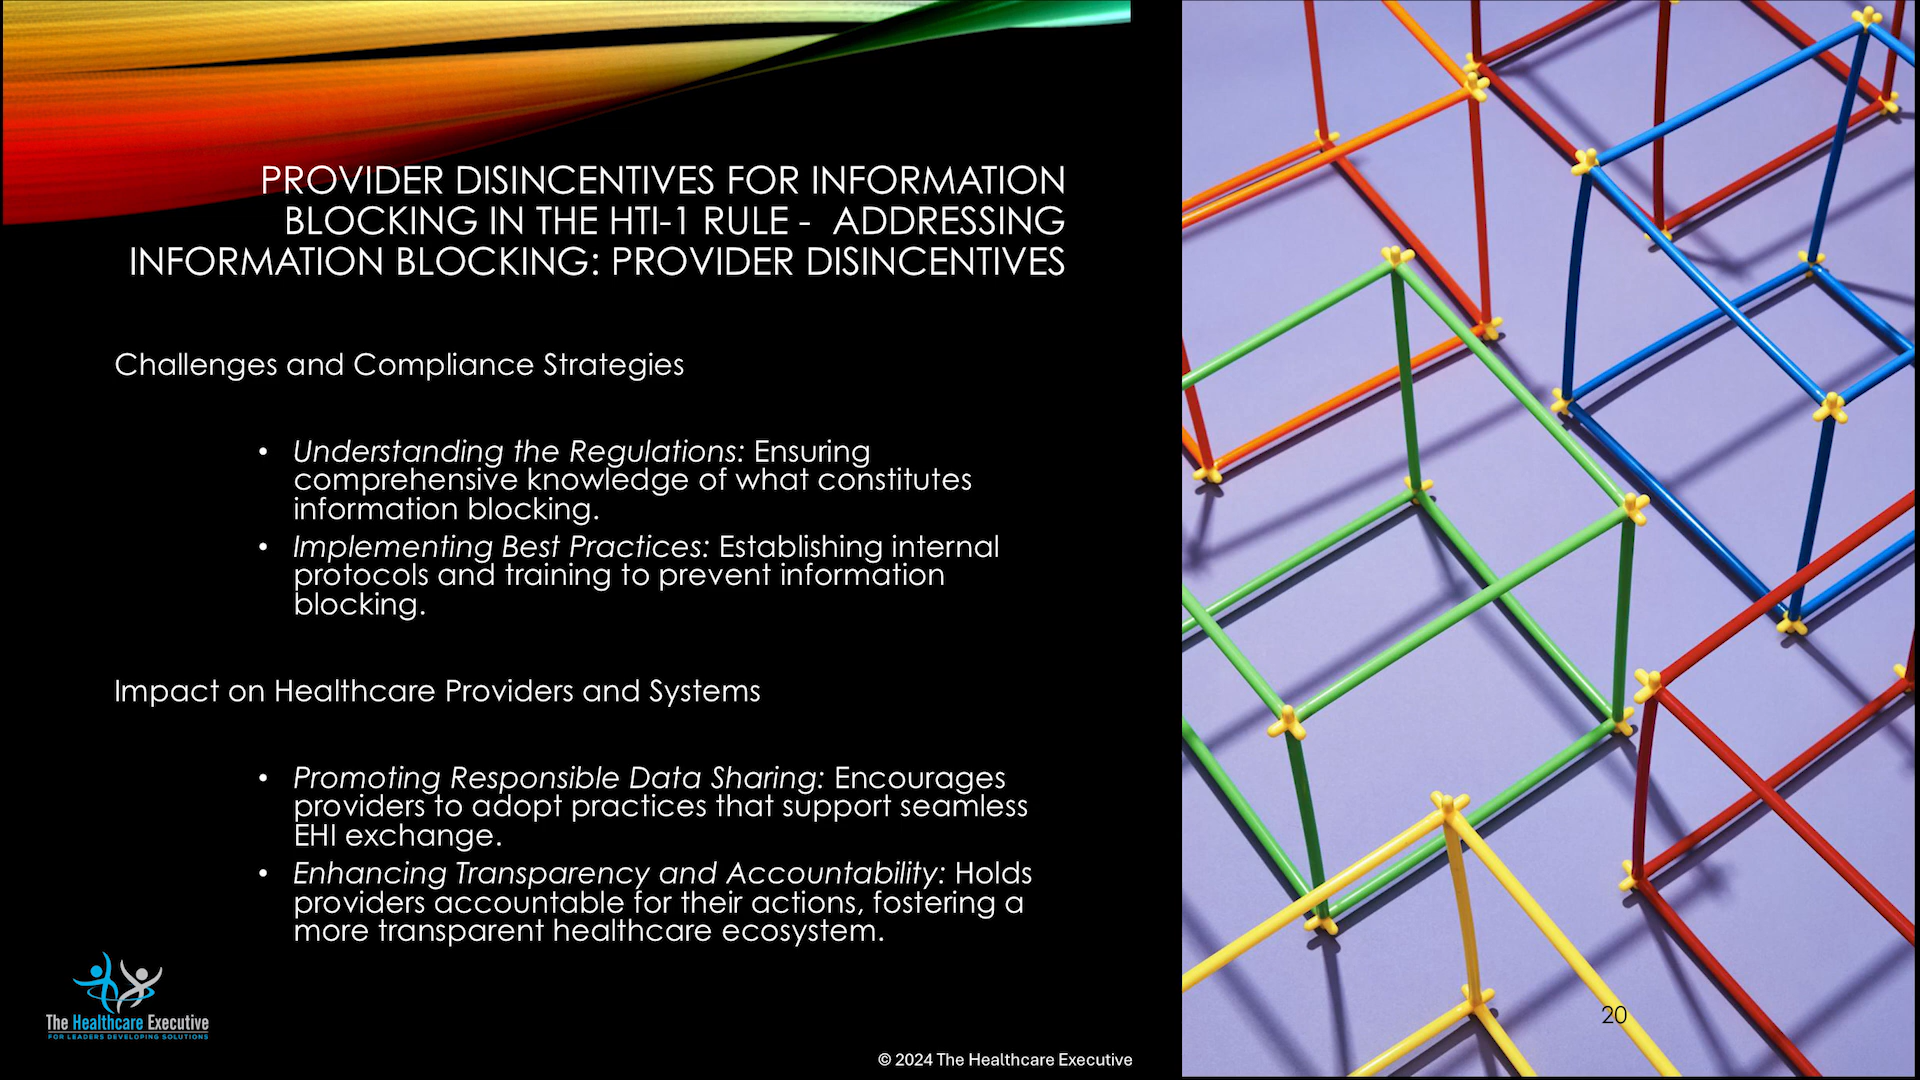 PROVIDER DISINCENTIVES FOR INFORMATION
BLOCKING IN THE HTI-1 RULE -  ADDRESSING
INFORMATION BLOCKING: PROVIDER DISINCENTIVES
Challenges and Compliance Strategies
• Understanding the Regulations: Ensuring
comprehensive knowledge of what constitutes
information blocking.
• Implementing Best Practices: Establishing internal
protocols and training to prevent information
blocking.
Impact on Healthcare Providers and Systems
• Promoting Responsible Data Sharing: Encourages
providers to adopt practices that support seamless
EHI exchange.
• Enhancing Transparency and Accountability: Holds
providers accountable for their actions, fostering a
more transparent healthcare ecosystem.
The Healthcare Executive
FOR LEADERS DEVELOPING SOLUTIONS
© 2024 The Healthcare Executive
20